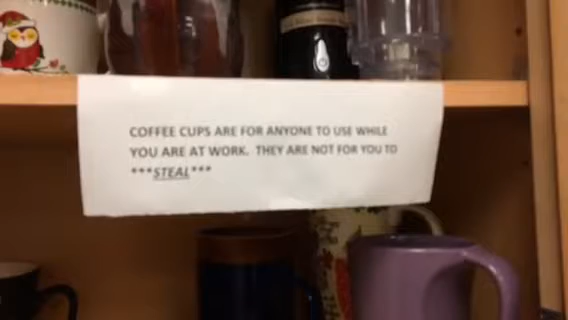 COFFEE CUPS ARE FOR ANYONE TO USE WHILE
YOU ARE AT WORK. THEY ARE NOT FOR YOU TO
***STEAL***